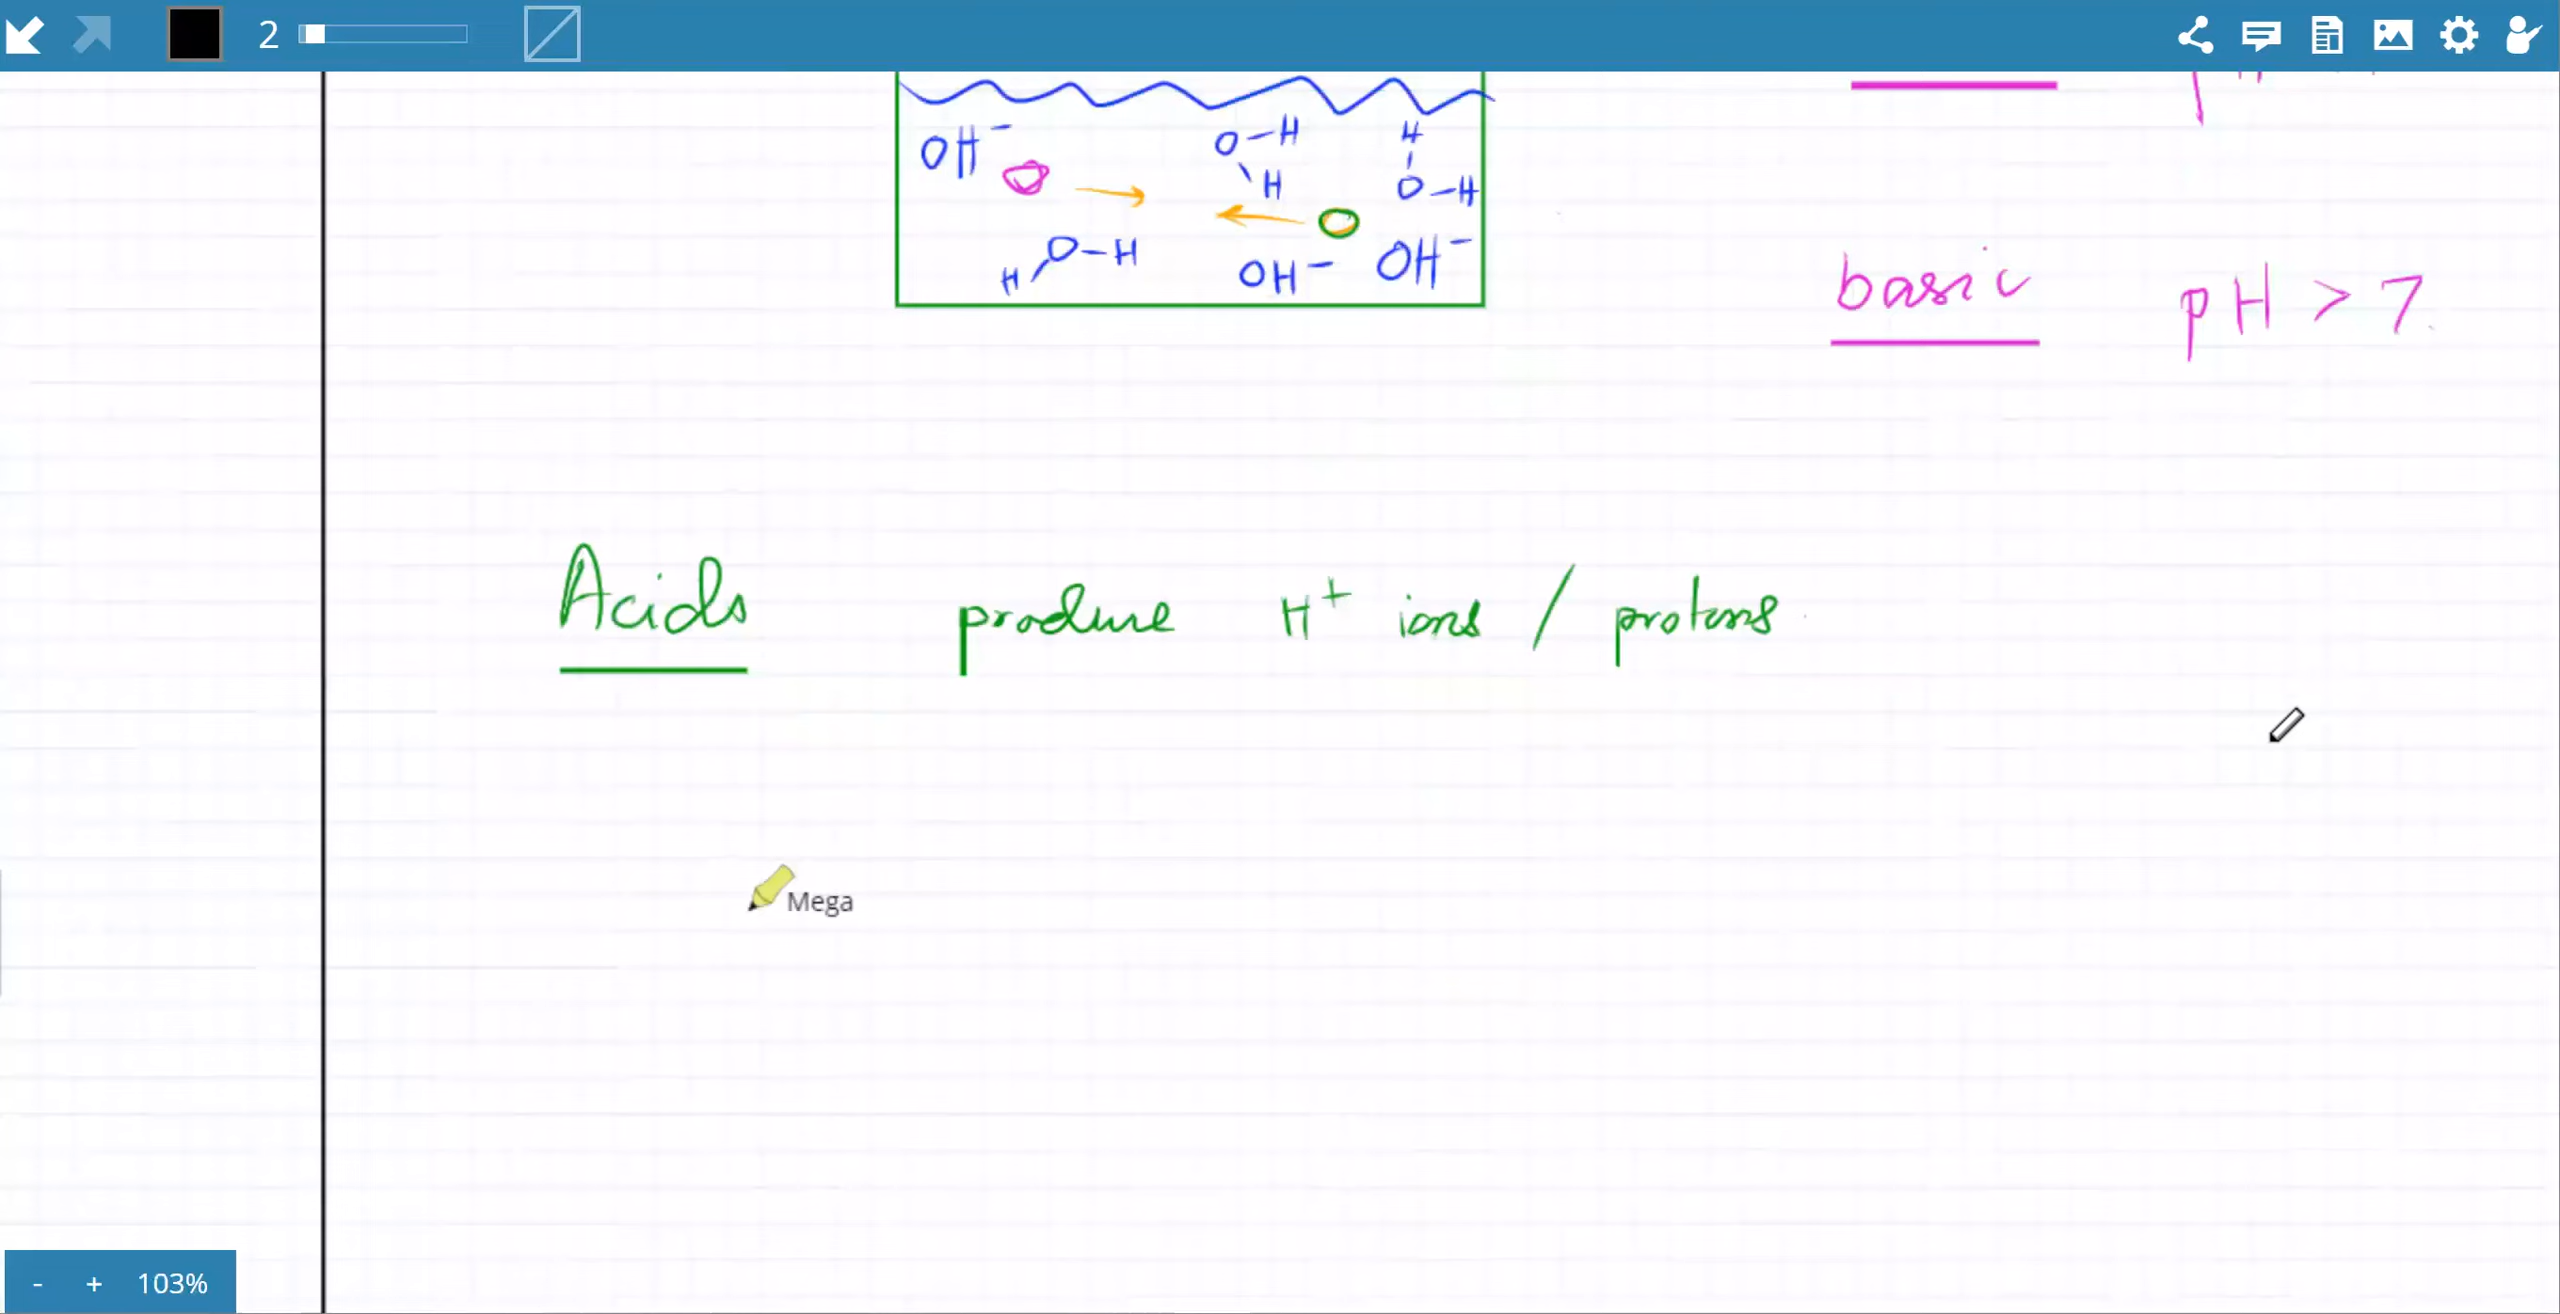 2
OH⁻ O-H H
H O-H
H O-H OH⁻ OH⁻
basic pH > 7
Acids produce H⁺ ions / protons
Mega
- + 103%